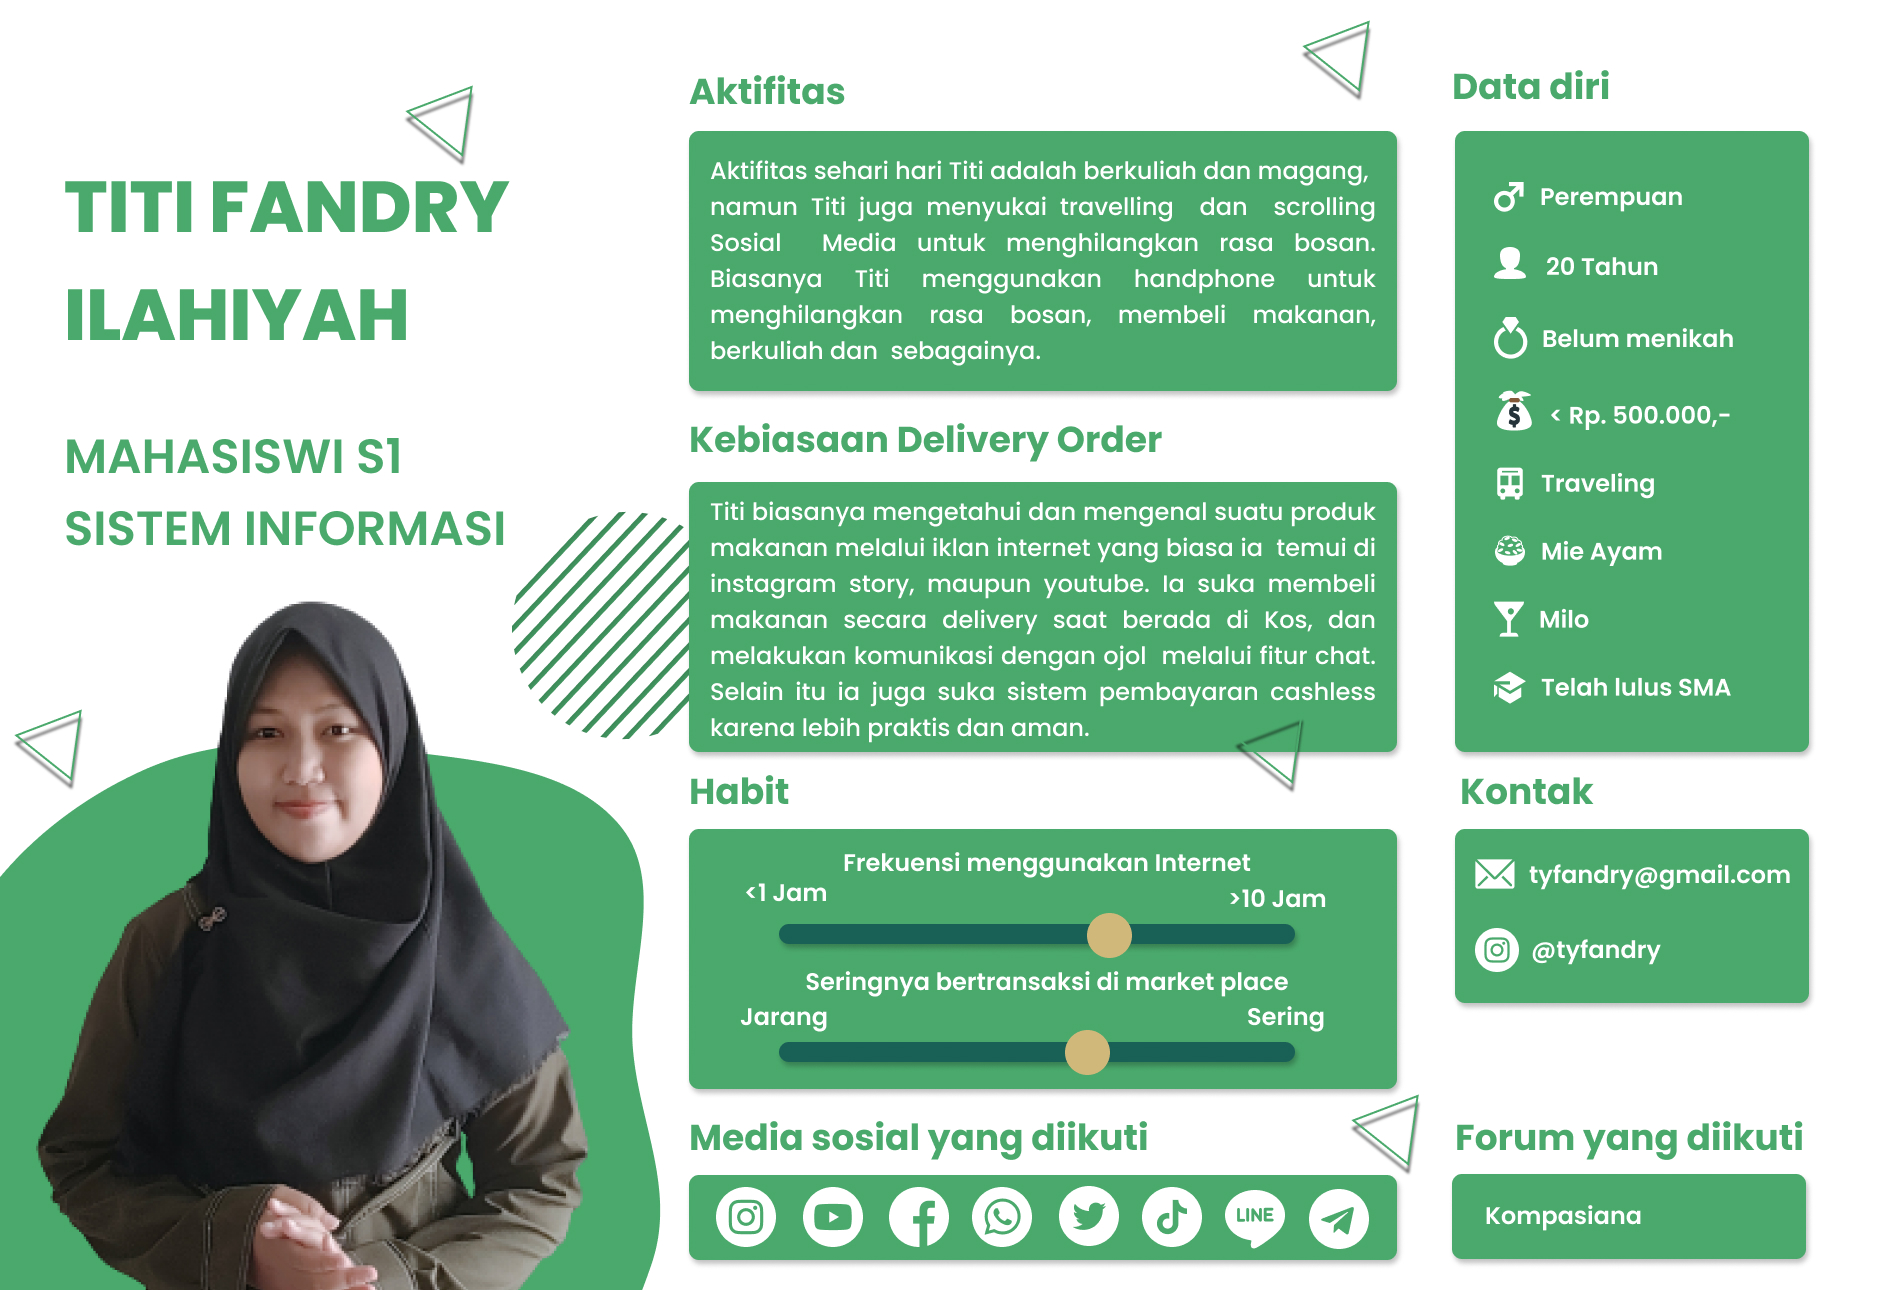 TITI FANDRY
ILAHIYAH
MAHASISWI S1
SISTEM INFORMASI
Aktifitas
Aktifitas sehari hari Titi adalah berkuliah dan magang,
namun Titi juga menyukai travelling dan scrolling
Sosial Media untuk menghilangkan rasa bosan.
Biasanya Titi menggunakan handphone untuk
menghilangkan rasa bosan, membeli makanan,
berkuliah dan sebagainya.
Kebiasaan Delivery Order
Titi biasanya mengetahui dan mengenal suatu produk
makanan melalui iklan internet yang biasa ia temui di
instagram story, maupun youtube. Ia suka membeli
makanan secara delivery saat berada di Kos, dan
melakukan komunikasi dengan ojol melalui fitur chat.
Selain itu ia juga suka sistem pembayaran cashless
karena lebih praktis dan aman.
Habit
Frekuensi menggunakan Internet
<1 Jam
>10 Jam
Seringnya bertransaksi di market place
Jarang
Sering
Media sosial yang diikuti
LINE
Data diri
Perempuan
20 Tahun
Belum menikah
$
< Rp. 500.000,-
Traveling
Mie Ayam
Milo
Telah lulus SMA
Kontak
tyfandry@gmail.com
@tyfandry
Forum yang diikuti
Kompasiana